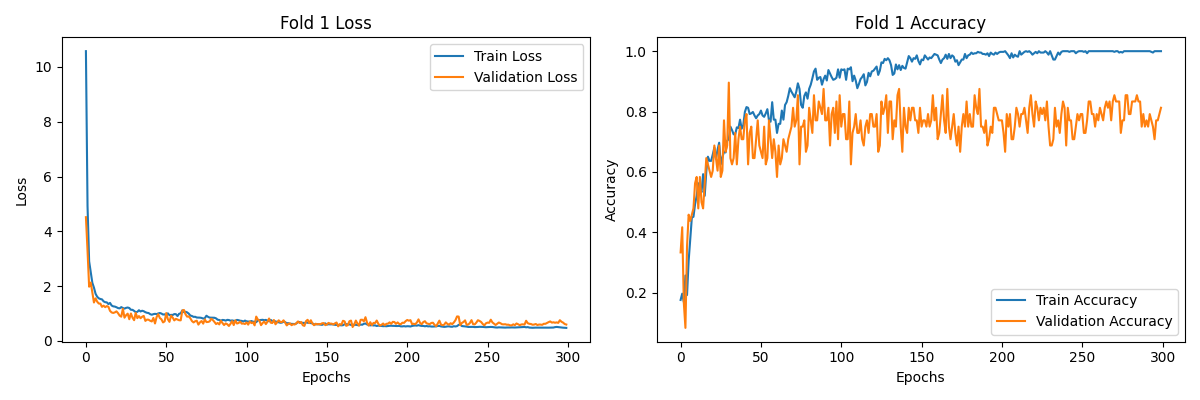 Fold 1 Loss
Train Loss
Validation Loss
10
8
6
4
2
0
Loss
0 50 100 150 200 250 300
Epochs
Fold 1 Accuracy
1.0
0.8
0.6
0.4
0.2
Accuracy
Train Accuracy
Validation Accuracy
0 50 100 150 200 250 300
Epochs